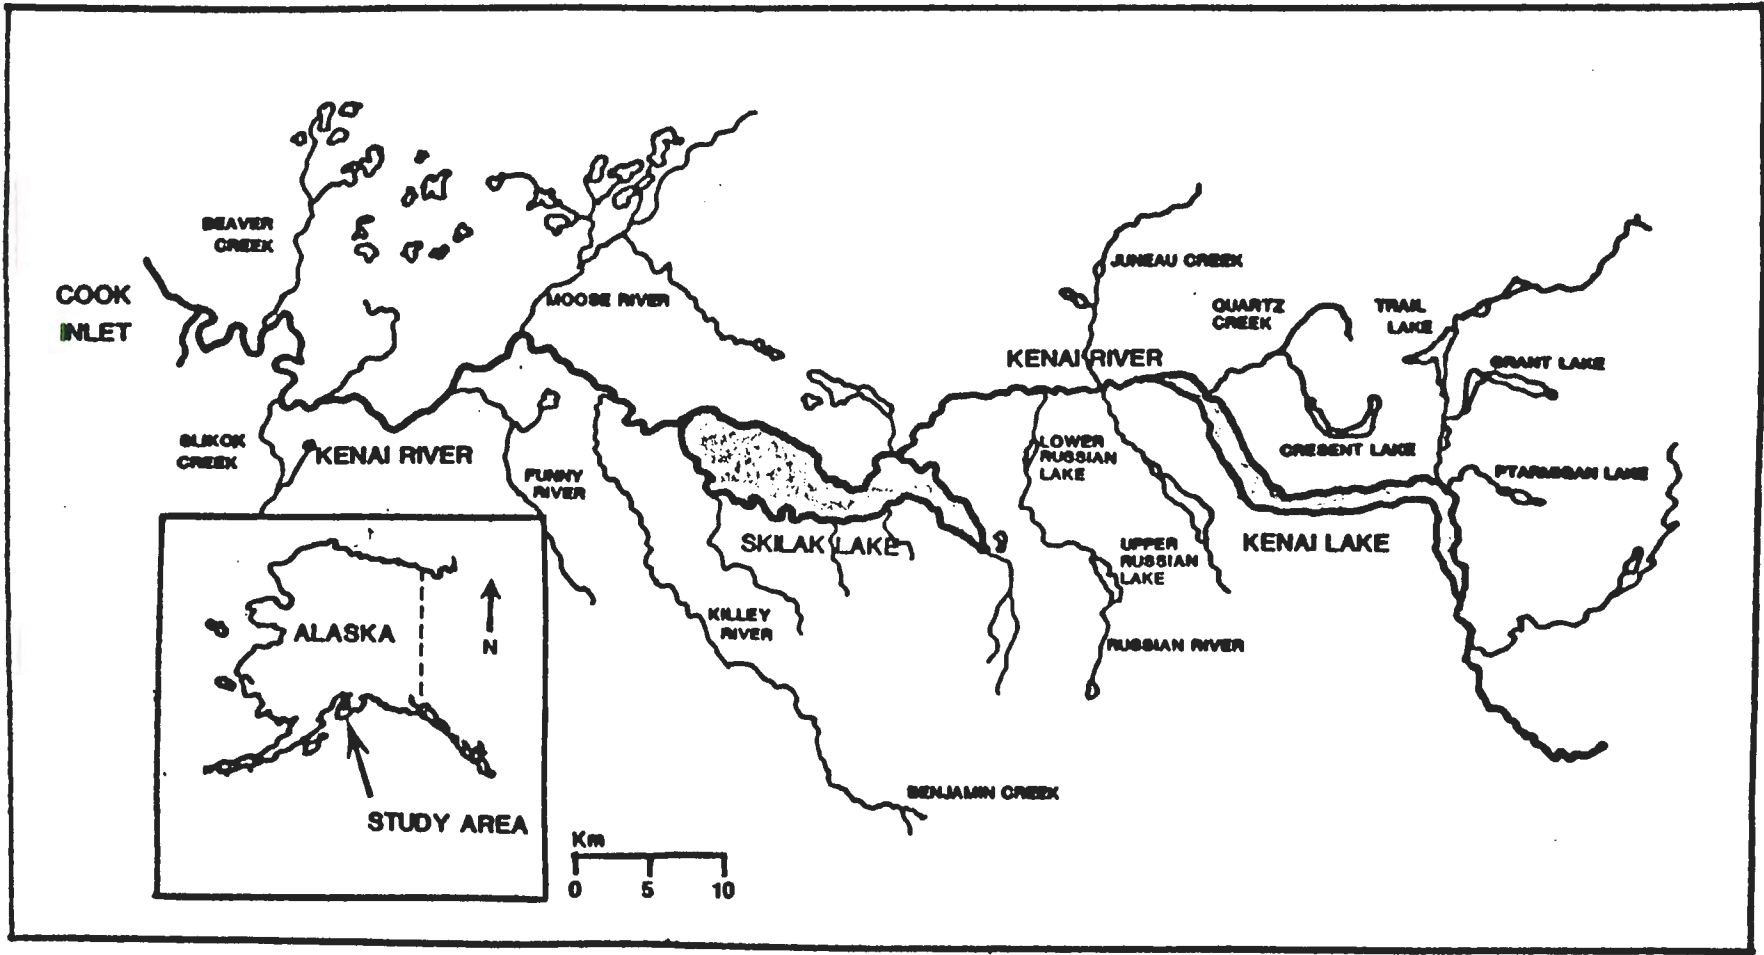 BEAVER
CREEK
COOK
INLET
MOOSE RIVER
JUNEAU CREEK
QUARTZ
CREEK
TRAIL
LAKE
KENAI RIVER
GRANT LAKE
SLIKOK
CREEK
KENAI RIVER
FUNNY
RIVER
LOWER
RUSSIAN
LAKE
CRESENT LAKE
PTARMIGAN LAKE
SKILAK LAKE
UPPER
RUSSIAN
LAKE
KENAI LAKE
KILLEY
RIVER
RUSSIAN RIVER
BENJAMIN CREEK
ALASKA
N
STUDY AREA
Km
0 5 10